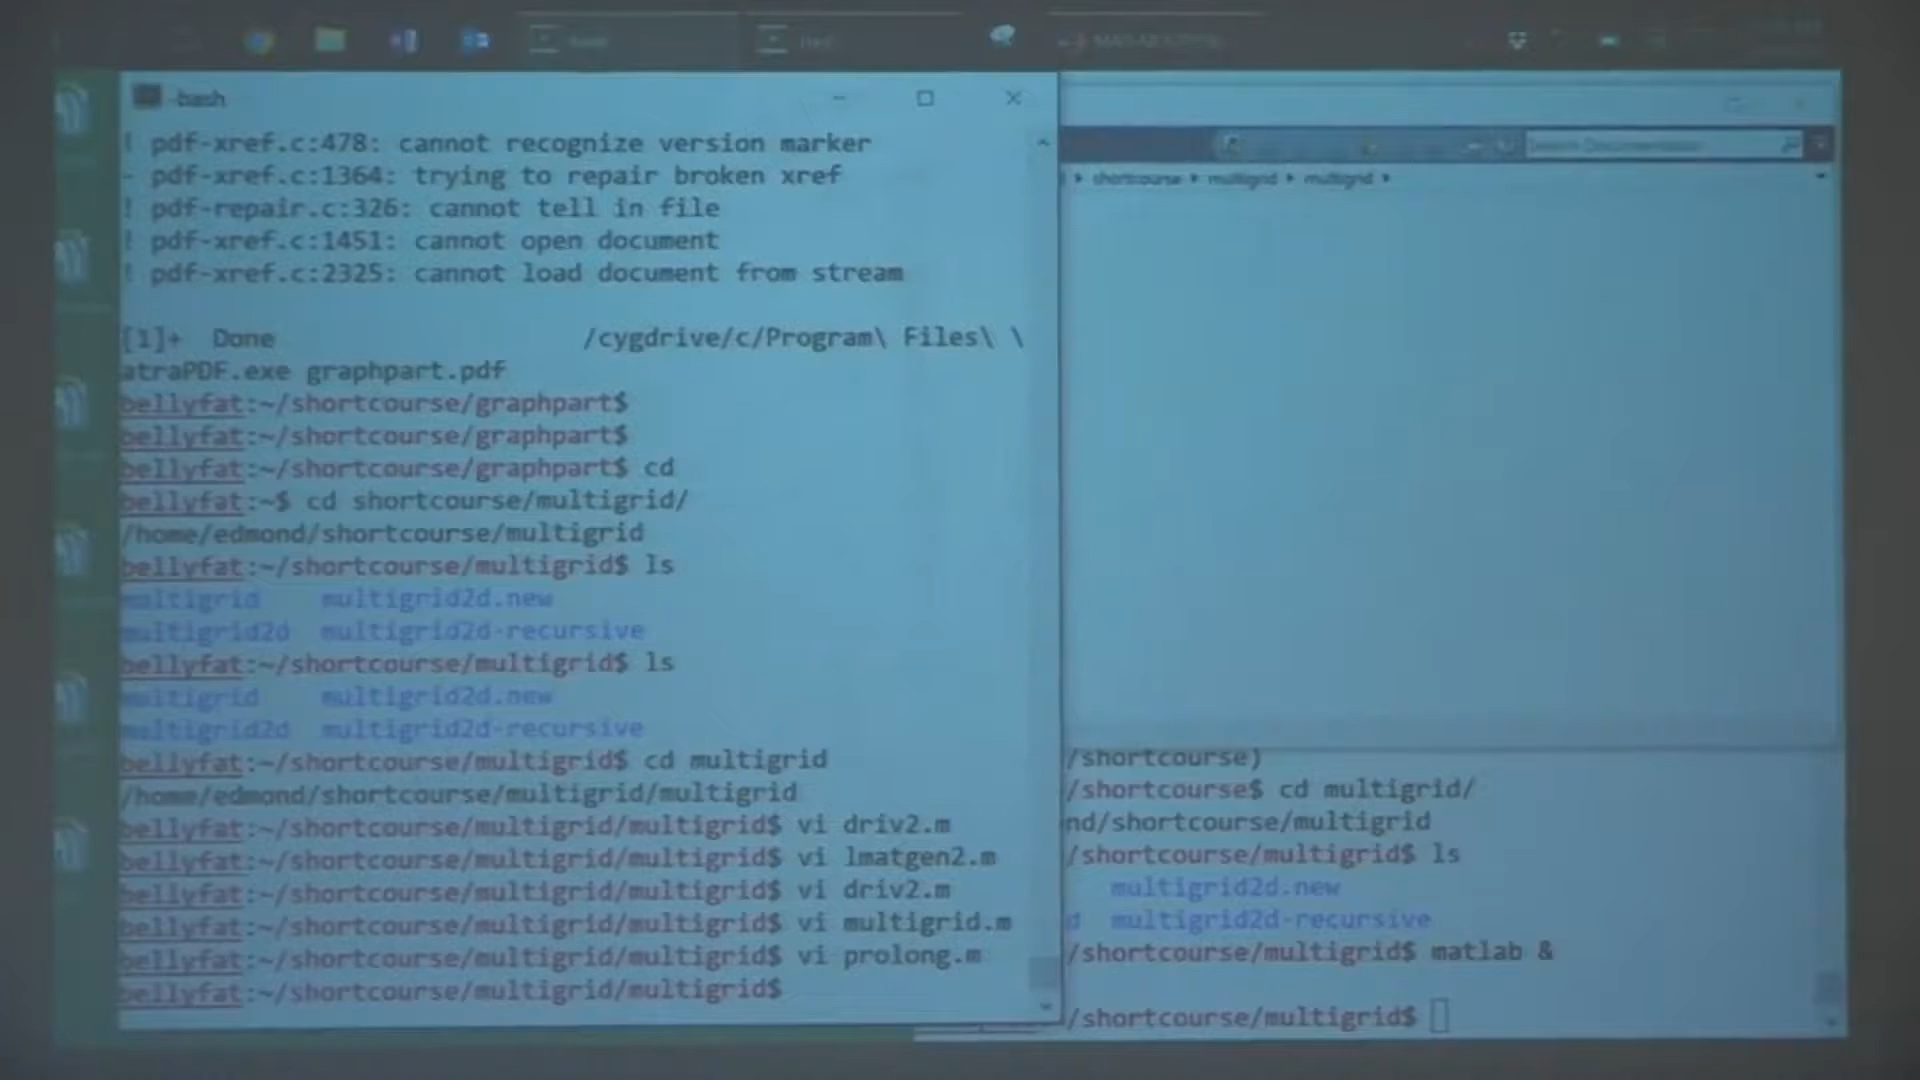 -bash
! pdf-xref.c:478: cannot recognize version marker
- pdf-xref.c:1364: trying to repair broken xref
! pdf-repair.c:326: cannot tell in file
! pdf-xref.c:1451: cannot open document
! pdf-xref.c:2325: cannot load document from stream
[1]+  Done                    /cygdrive/c/Program\ Files\ \
atraPDF.exe graphpart.pdf
bellyfat:~/shortcourse/graphpart$
bellyfat:~/shortcourse/graphpart$
bellyfat:~/shortcourse/graphpart$ cd
bellyfat:~$ cd shortcourse/multigrid/
/home/edmond/shortcourse/multigrid
bellyfat:~/shortcourse/multigrid$ ls
multigrid    multigrid2d.new
multigrid2d  multigrid2d-recursive
bellyfat:~/shortcourse/multigrid$ ls
multigrid    multigrid2d.new
multigrid2d  multigrid2d-recursive
bellyfat:~/shortcourse/multigrid$ cd multigrid
/home/edmond/shortcourse/multigrid/multigrid
bellyfat:~/shortcourse/multigrid/multigrid$ vi driv2.m
bellyfat:~/shortcourse/multigrid/multigrid$ vi lmatgen2.m
bellyfat:~/shortcourse/multigrid/multigrid$ vi driv2.m
bellyfat:~/shortcourse/multigrid/multigrid$ vi multigrid.m
bellyfat:~/shortcourse/multigrid/multigrid$ vi prolong.m
bellyfat:~/shortcourse/multigrid/multigrid$
Search Documentation
shortcourse multigrid multigrid
/shortcourse)
/shortcourse$ cd multigrid/
nd/shortcourse/multigrid
/shortcourse/multigrid$ ls
multigrid2d.new
d  multigrid2d-recursive
/shortcourse/multigrid$ matlab &
/shortcourse/multigrid$